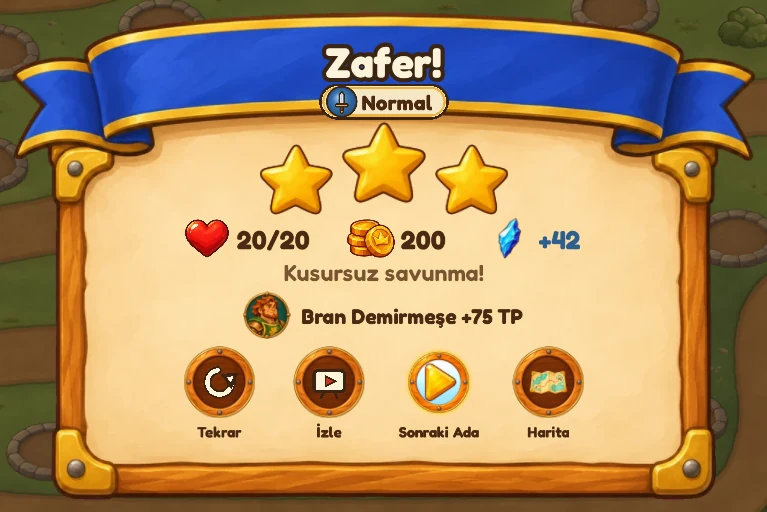 Zafer!
Normal
20/20 200 +42
Kusursuz savunma!
Bran Demirmeşe +75 TP
Tekrar İzle Sonraki Ada Harita